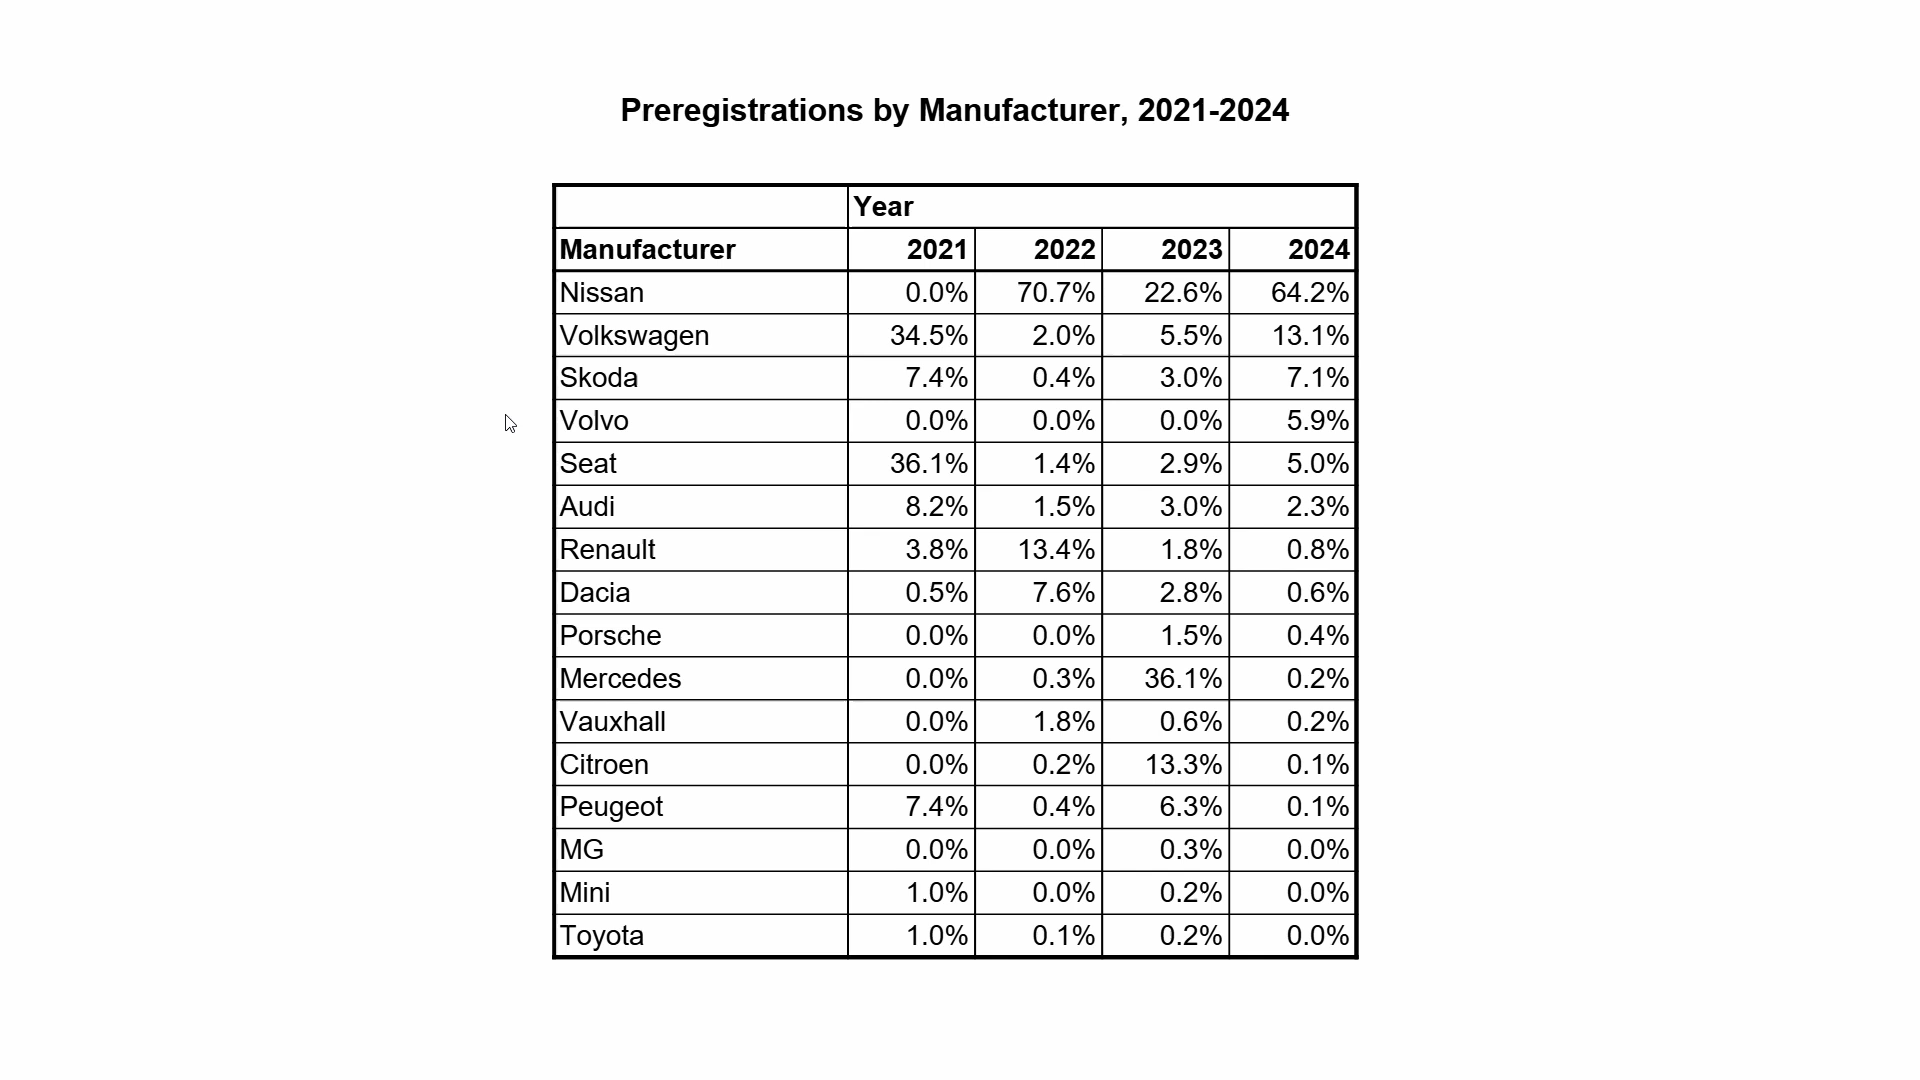 Preregistrations by Manufacturer, 2021-2024
Year
Manufacturer 2021 2022 2023 2024
Nissan 0.0% 70.7% 22.6% 64.2%
Volkswagen 34.5% 2.0% 5.5% 13.1%
Skoda 7.4% 0.4% 3.0% 7.1%
Volvo 0.0% 0.0% 0.0% 5.9%
Seat 36.1% 1.4% 2.9% 5.0%
Audi 8.2% 1.5% 3.0% 2.3%
Renault 3.8% 13.4% 1.8% 0.8%
Dacia 0.5% 7.6% 2.8% 0.6%
Porsche 0.0% 0.0% 1.5% 0.4%
Mercedes 0.0% 0.3% 36.1% 0.2%
Vauxhall 0.0% 1.8% 0.6% 0.2%
Citroen 0.0% 0.2% 13.3% 0.1%
Peugeot 7.4% 0.4% 6.3% 0.1%
MG 0.0% 0.0% 0.3% 0.0%
Mini 1.0% 0.0% 0.2% 0.0%
Toyota 1.0% 0.1% 0.2% 0.0%